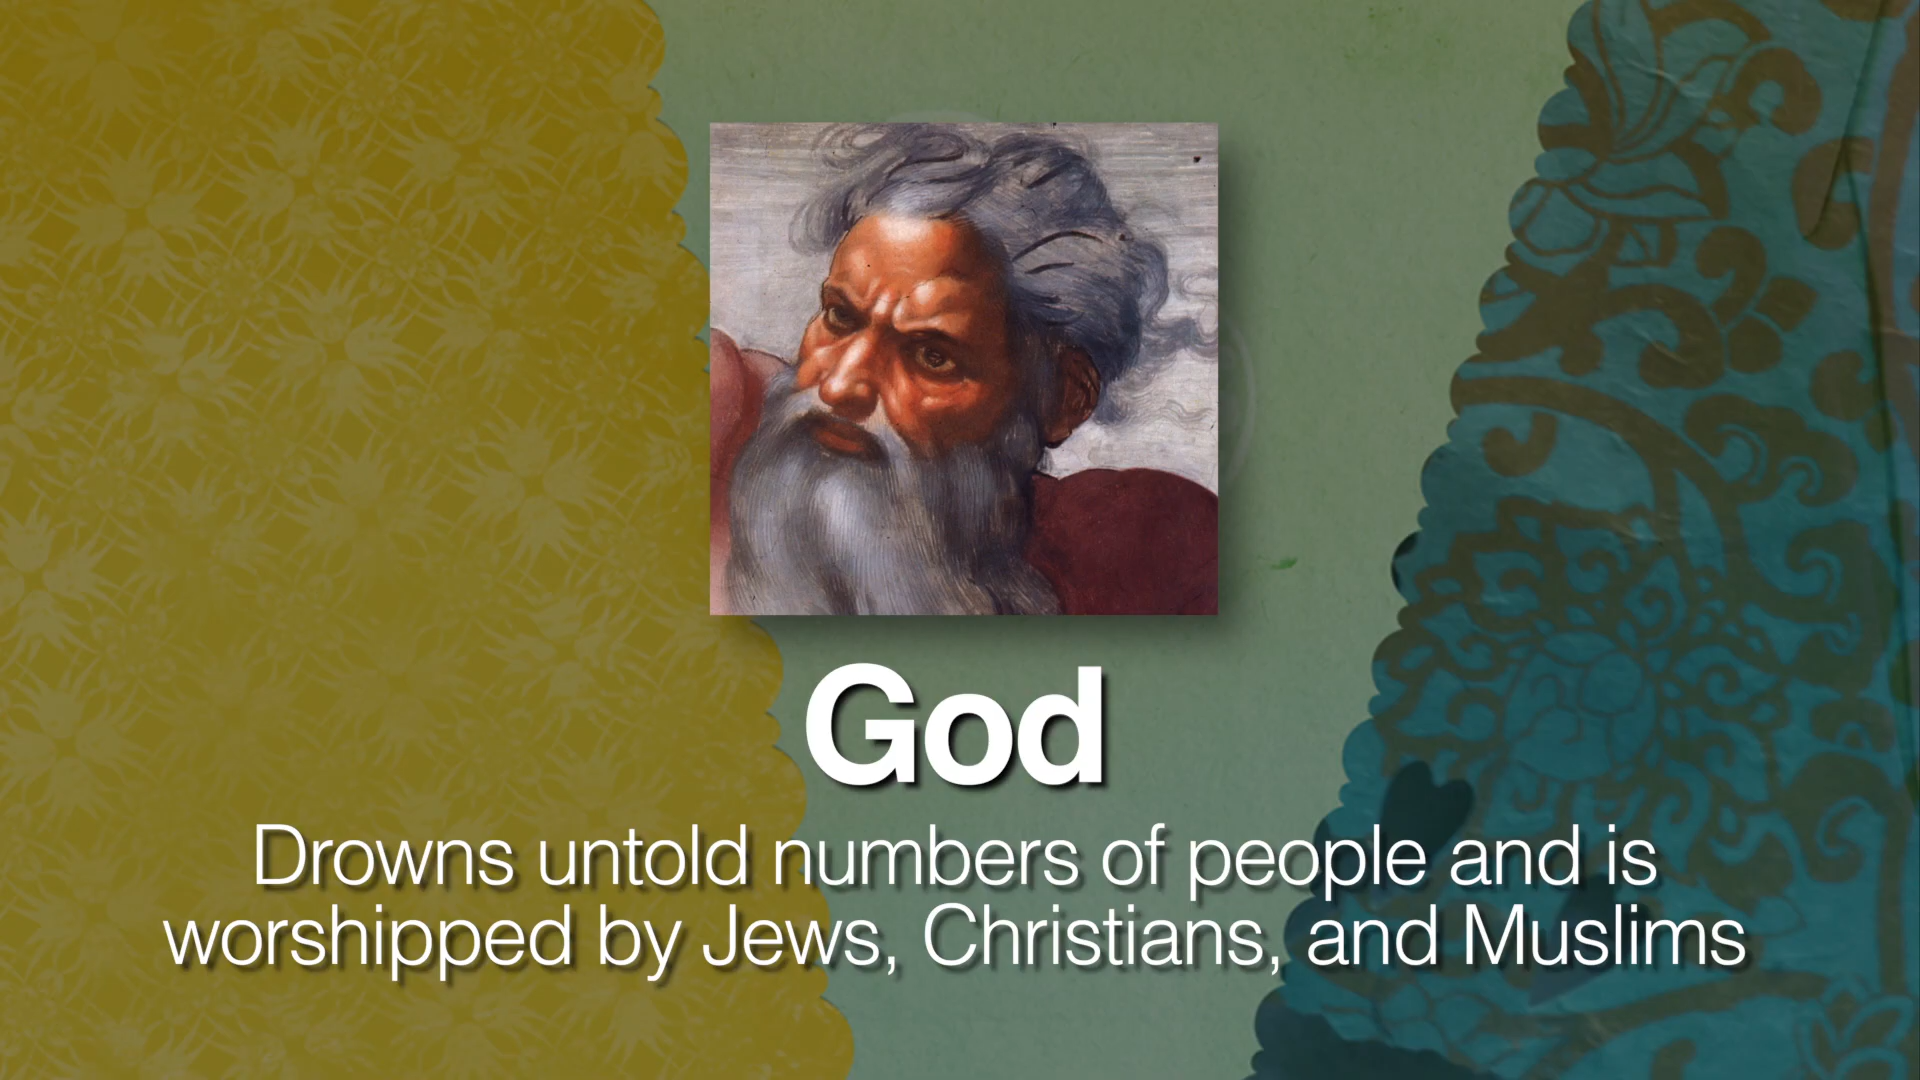 God
Drowns untold numbers of people and is
worshipped by Jews, Christians, and Muslims